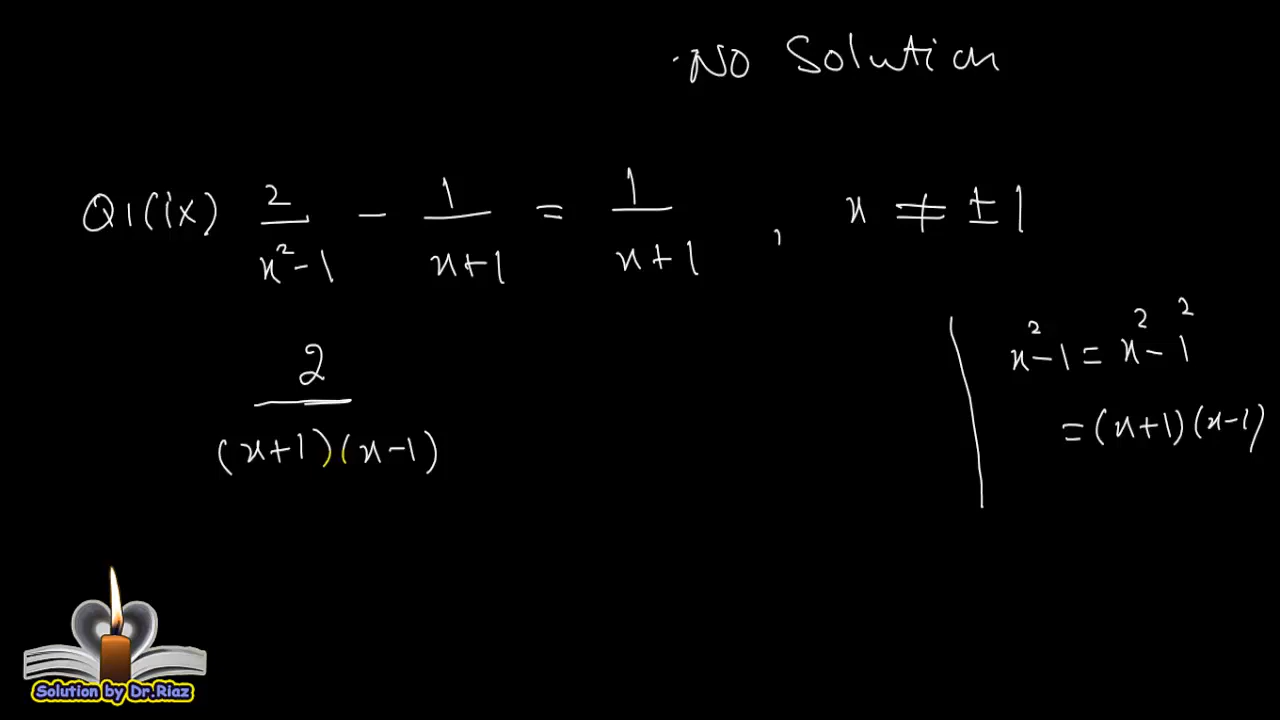 No Solution
Q1(ix) 2/(x²-1) - 1/(x+1) = 1/(x+1) , x ≠ ±1
2/((x+1)(x-1))
x²-1 = x²-1²
= (x+1)(x-1)
Solution by Dr.Riaz